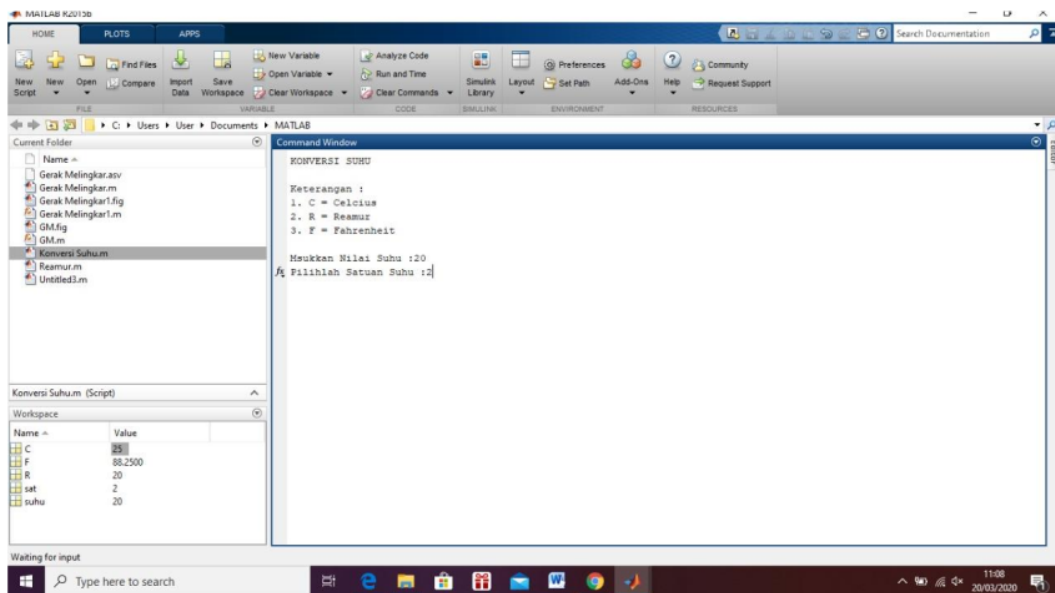 MATLAB R2015b
HOME PLOTS APPS Search Documentation
New Script New Open Find Files Compare Import Data Save Workspace New Variable Open Variable Clear Workspace Analyze Code Run and Time Clear Commands Simulink Library Layout Preferences Set Path Add-Ons Help Community Request Support
FILE VARIABLE CODE SIMULINK ENVIRONMENT RESOURCES
C: Users User Documents MATLAB
Current Folder
Name
Gerak Melingkar.asv
Gerak Melingkar.m
Gerak Melingkar1.fig
Gerak Melingkar1.m
GM.fig
GM.m
Konversi Suhu.m
Reamur.m
Untitled3.m
Konversi Suhu.m (Script)
Workspace
Name Value
C 25
F 88.2500
R 20
sat 2
suhu 20
Command Window
KONVERSI SUHU
Keterangan :
1. C = Celcius
2. R = Reamur
3. F = Fahrenheit
Msukkan Nilai Suhu :20
fx Pilihlah Satuan Suhu :2
Waiting for input
Type here to search
11:08
20/03/2020